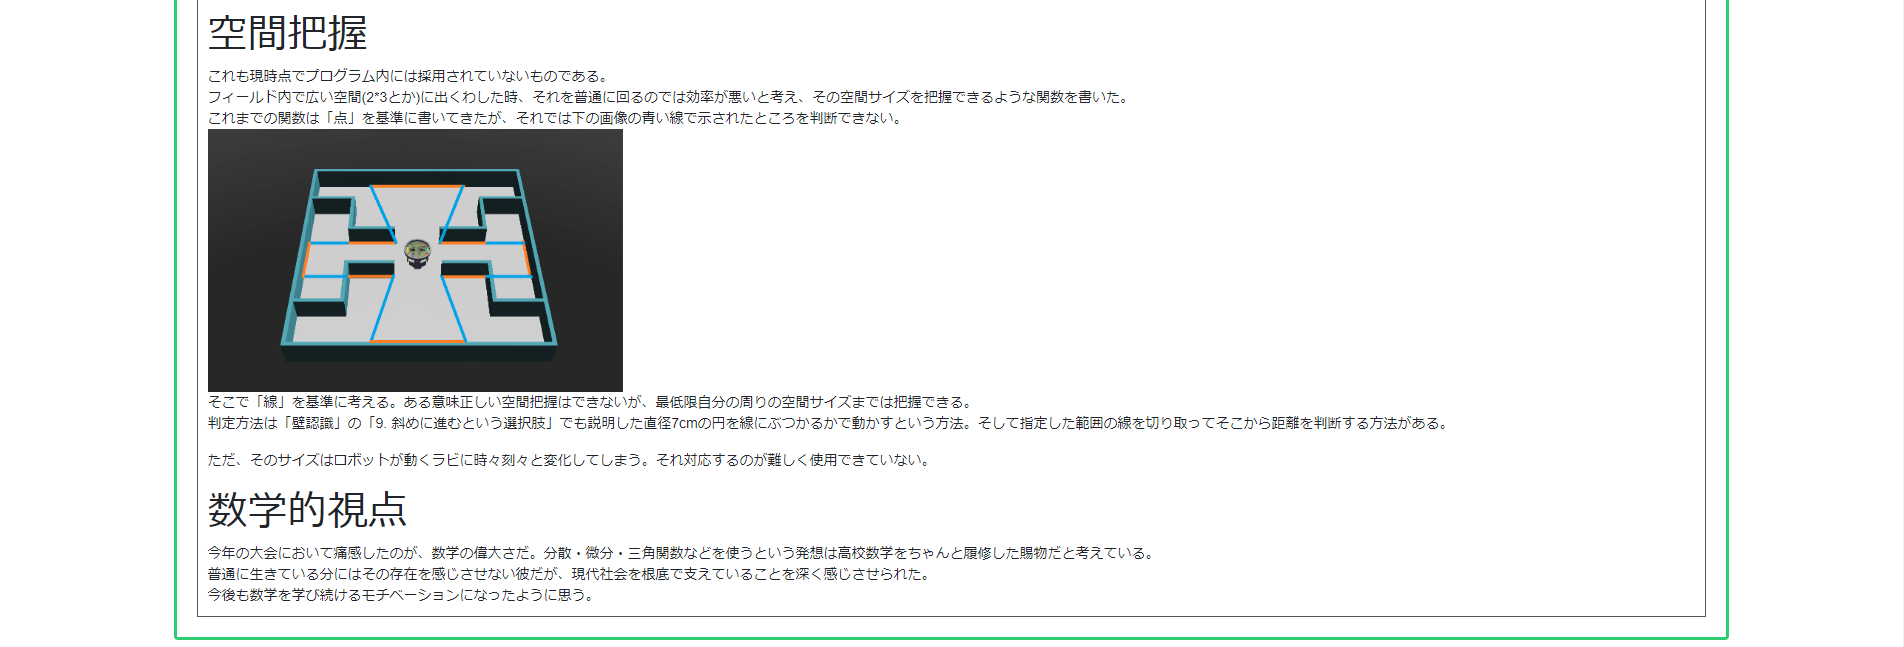 空間把握
これも現時点でプログラム内には採用されていないものである。
フィールド内で広い空間(2*3とか)に出くわした時、それを普通に回るのでは効率が悪いと考え、その空間サイズを把握できるような関数を書いた。
これまでの関数は「点」を基準に書いてきたが、それでは下の画像の青い線で示されたところを判断できない。
そこで「線」を基準に考える。ある意味正しい空間把握はできないが、最低限自分の周りの空間サイズまでは把握できる。
判定方法は「壁認識」の「9. 斜めに進むという選択肢」でも説明した直径7cmの円を線にぶつかるかで動かすという方法。そして指定した範囲の線を切り取ってそこから距離を判断する方法がある。
ただ、そのサイズはロボットが動くラビに時々刻々と変化してしまう。それ対応するのが難しく使用できていない。
数学的視点
今年の大会において痛感したのが、数学の偉大さだ。分散・微分・三角関数などを使うという発想は高校数学をちゃんと履修した賜物だと考えている。
普通に生きている分にはその存在を感じさせない彼だが、現代社会を根底で支えていることを深く感じさせられた。
今後も数学を学び続けるモチベーションになったように思う。